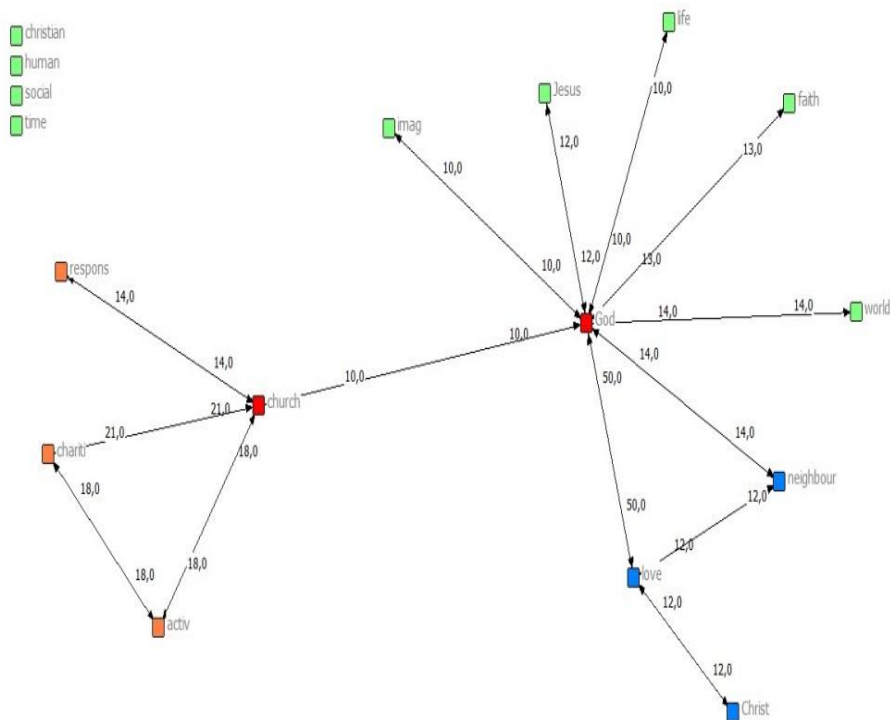 life
christian
human
Jesus
social
faith
10,0
time
imag
12,0
13,0
10,0
10,0
respons
12,0
13,0
10,0
14,0
14,0
world
14,0
God
10,0
14,0
14,0
10,0
50,0
church
21,0
21,0
chariti
18,0
14,0
neighbour
18,0
12,0
50,0
12,0
18,0
18,0
love
12,0
activ
12,0
Christ